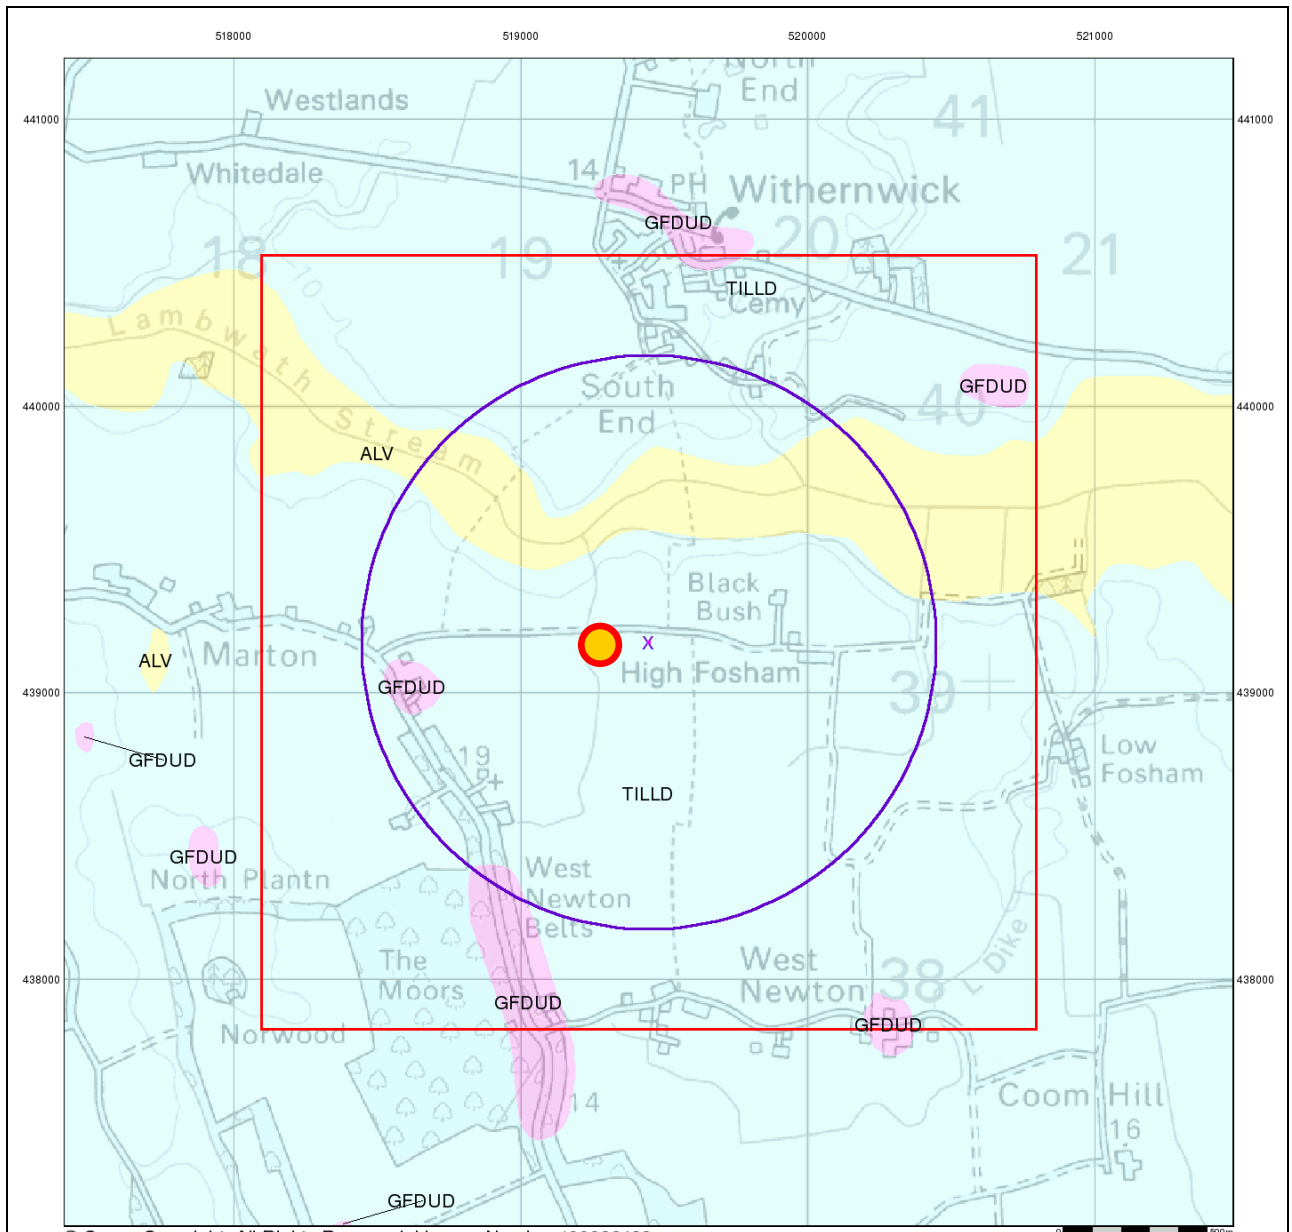 518000 519000 520000 521000
North
End
Westlands
41
441000 441000
14
Whitedale
PH
Withernwick
GFDUD
18 19 20 21
10
TILLD
Cemy
Lambwath Stream
South
End
GFDUD
40
440000 440000
ALV
Black
Bush
Marton
ALV
X
High Fosham
GFDUD
39
439000 439000
19
GFDUD
Low
Fosham
TILLD
GFDUD
North Plantn
West
Newton
Belts
The
Moors
West
Newton
38
L Dike
438000 438000
GFDUD
GFDUD
Norwood
14
Coom Hill
16
GFDUD
0